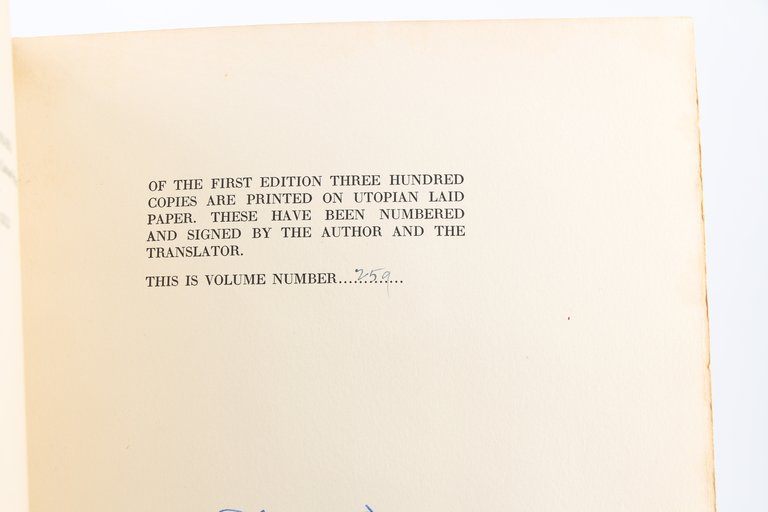 OF THE FIRST EDITION THREE HUNDRED
COPIES ARE PRINTED ON UTOPIAN LAID
PAPER. THESE HAVE BEEN NUMBERED
AND SIGNED BY THE AUTHOR AND THE
TRANSLATOR.
THIS IS VOLUME NUMBER....259....